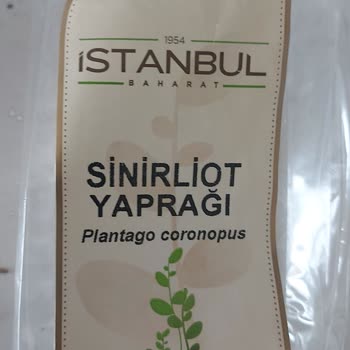 1954
İSTANBUL
BAHARAT
SİNİRLİOT
YAPRAĞI
Plantago coronopus